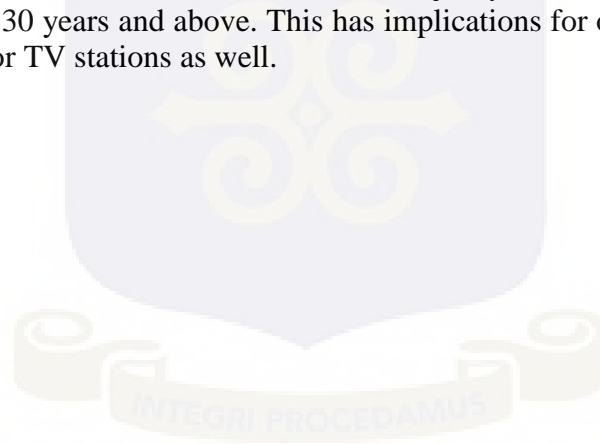 30 years and above. This has implications for
or TV stations as well.
INTEGRI PROCEDAMUS